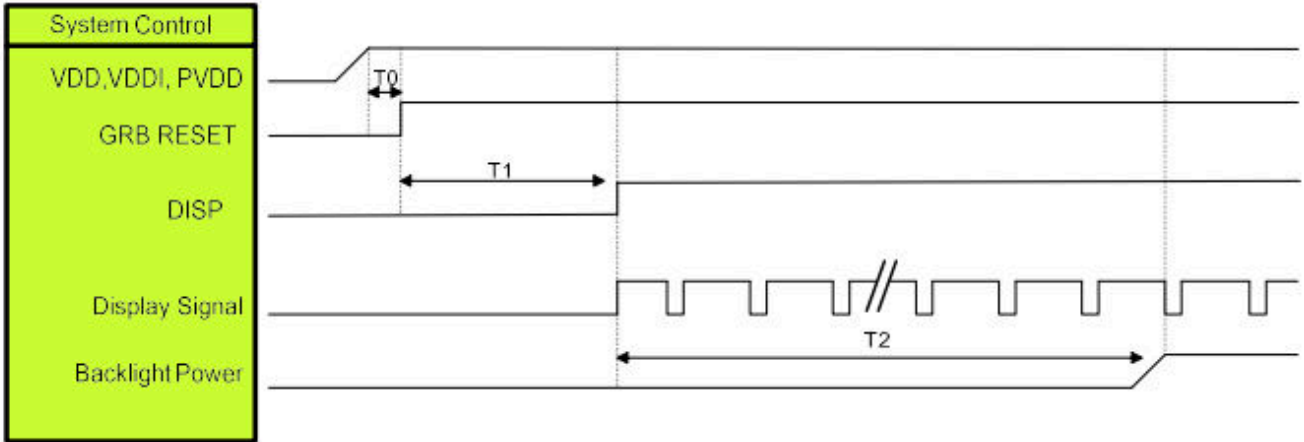 System Control
VDD,VDDI, PVDD
T0
GRB RESET
T1
DISP
Display Signal
T2
Backlight Power